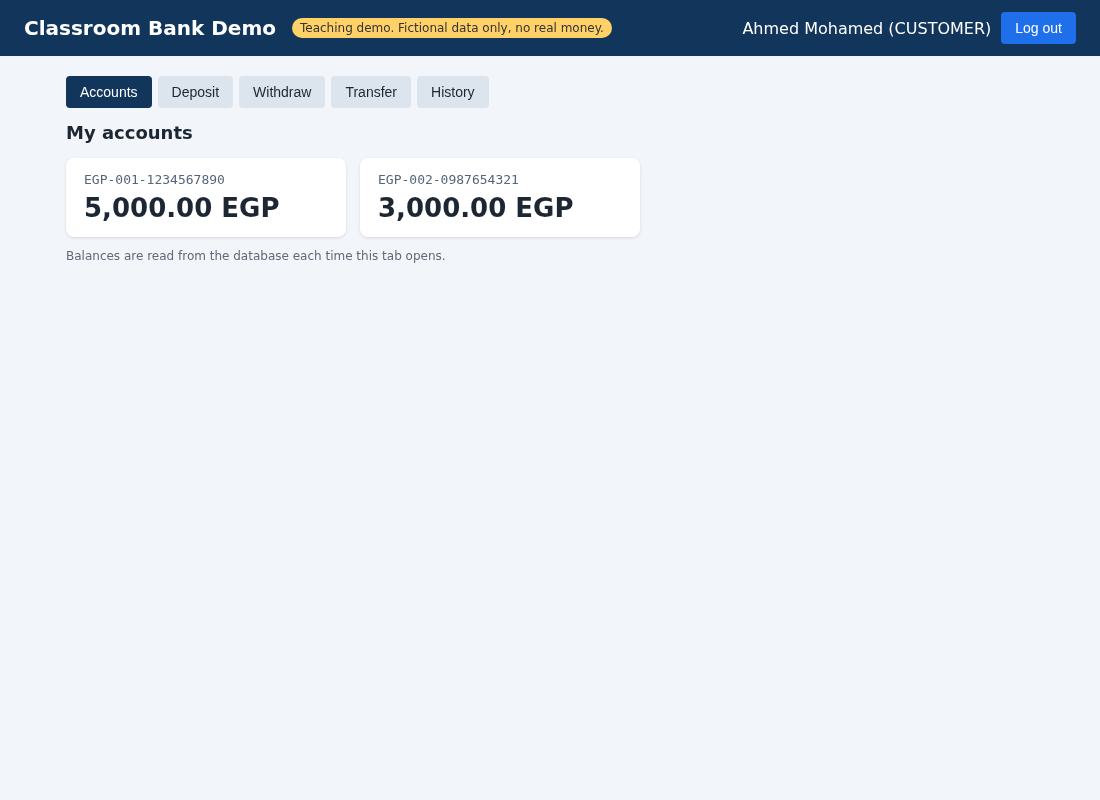 Classroom Bank Demo
Teaching demo. Fictional data only, no real money.
Ahmed Mohamed (CUSTOMER)
Log out
Accounts
Deposit
Withdraw
Transfer
History
My accounts
EGP-001-1234567890
5,000.00 EGP
EGP-002-0987654321
3,000.00 EGP
Balances are read from the database each time this tab opens.